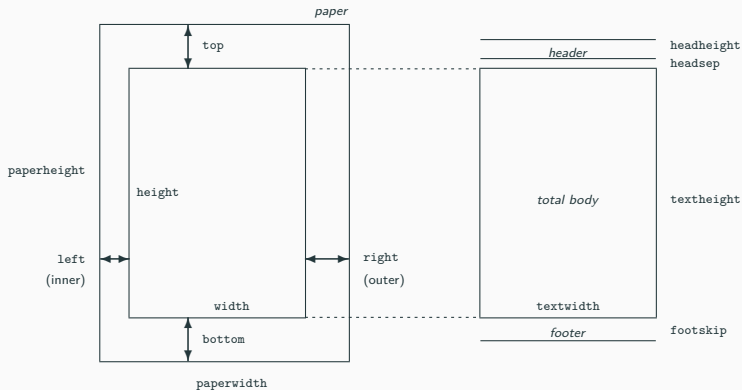 paper
top
headheight
header
headsep
paperheight
height
total body
textheight
left
(inner)
right
(outer)
width
textwidth
bottom
footer
footskip
paperwidth